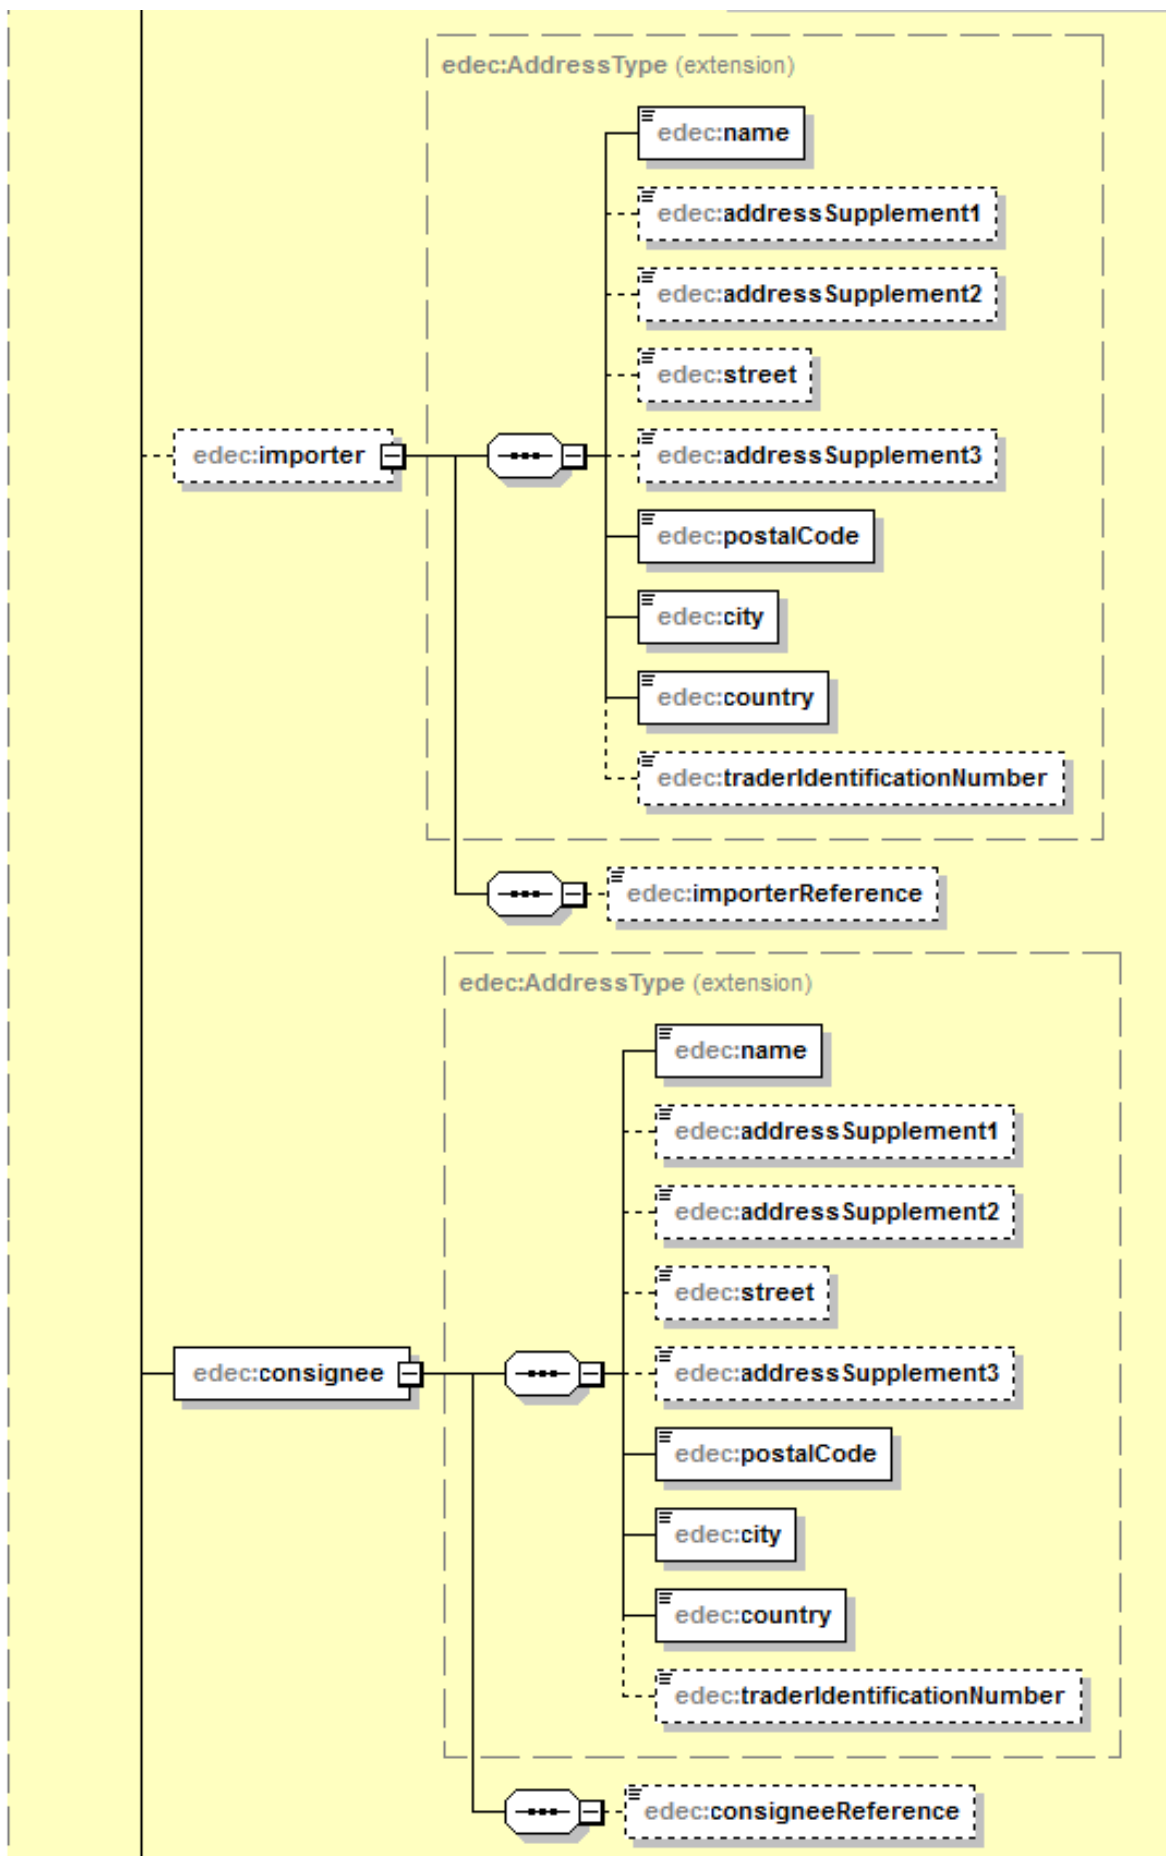 edec:AddressType (extension)
edec:name
edec:addressSupplement1
edec:addressSupplement2
edec:street
edec:importer
edec:addressSupplement3
edec:postalCode
edec:city
edec:country
edec:traderIdentificationNumber
edec:importerReference
edec:AddressType (extension)
edec:name
edec:addressSupplement1
edec:addressSupplement2
edec:street
edec:consignee
edec:addressSupplement3
edec:postalCode
edec:city
edec:country
edec:traderIdentificationNumber
edec:consigneeReference